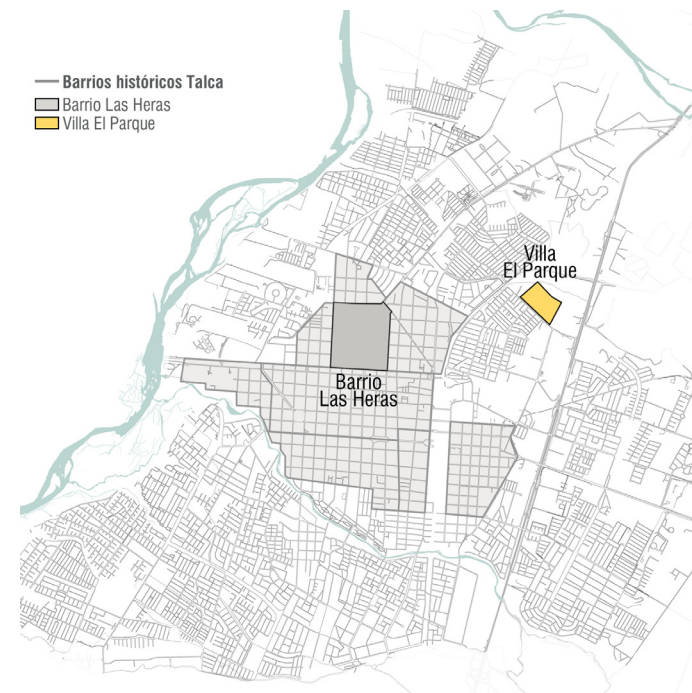 Barrios históricos Talca
Barrio Las Heras
Villa El Parque
Villa
El Parque
Barrio
Las Heras